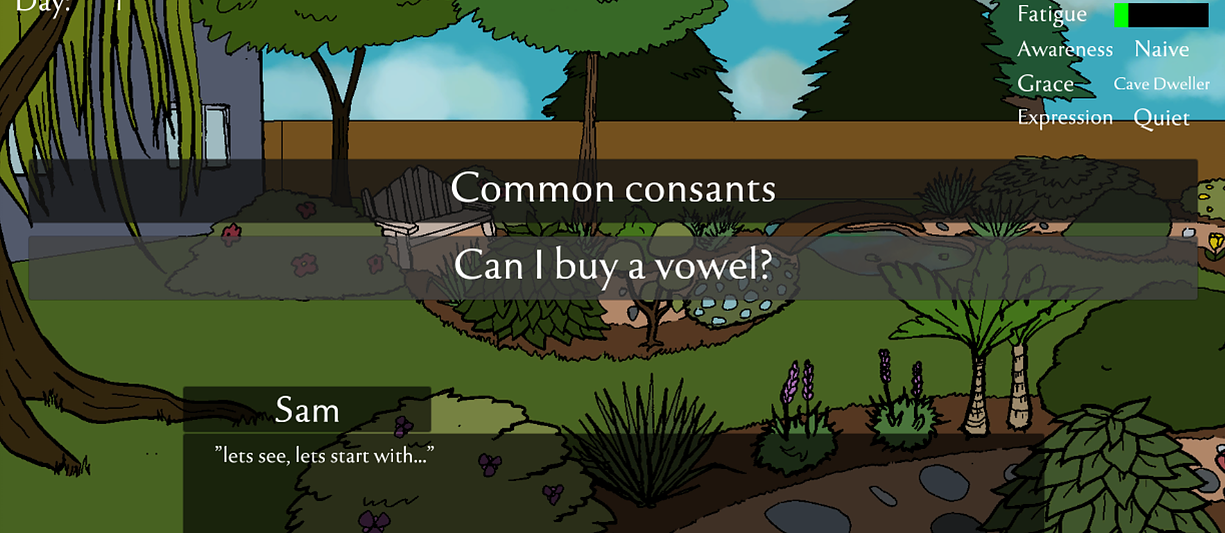 Day: 1
Fatigue
Awareness Naive
Grace Cave Dweller
Expression Quiet
Common consants
Can I buy a vowel?
Sam
"lets see, lets start with..."